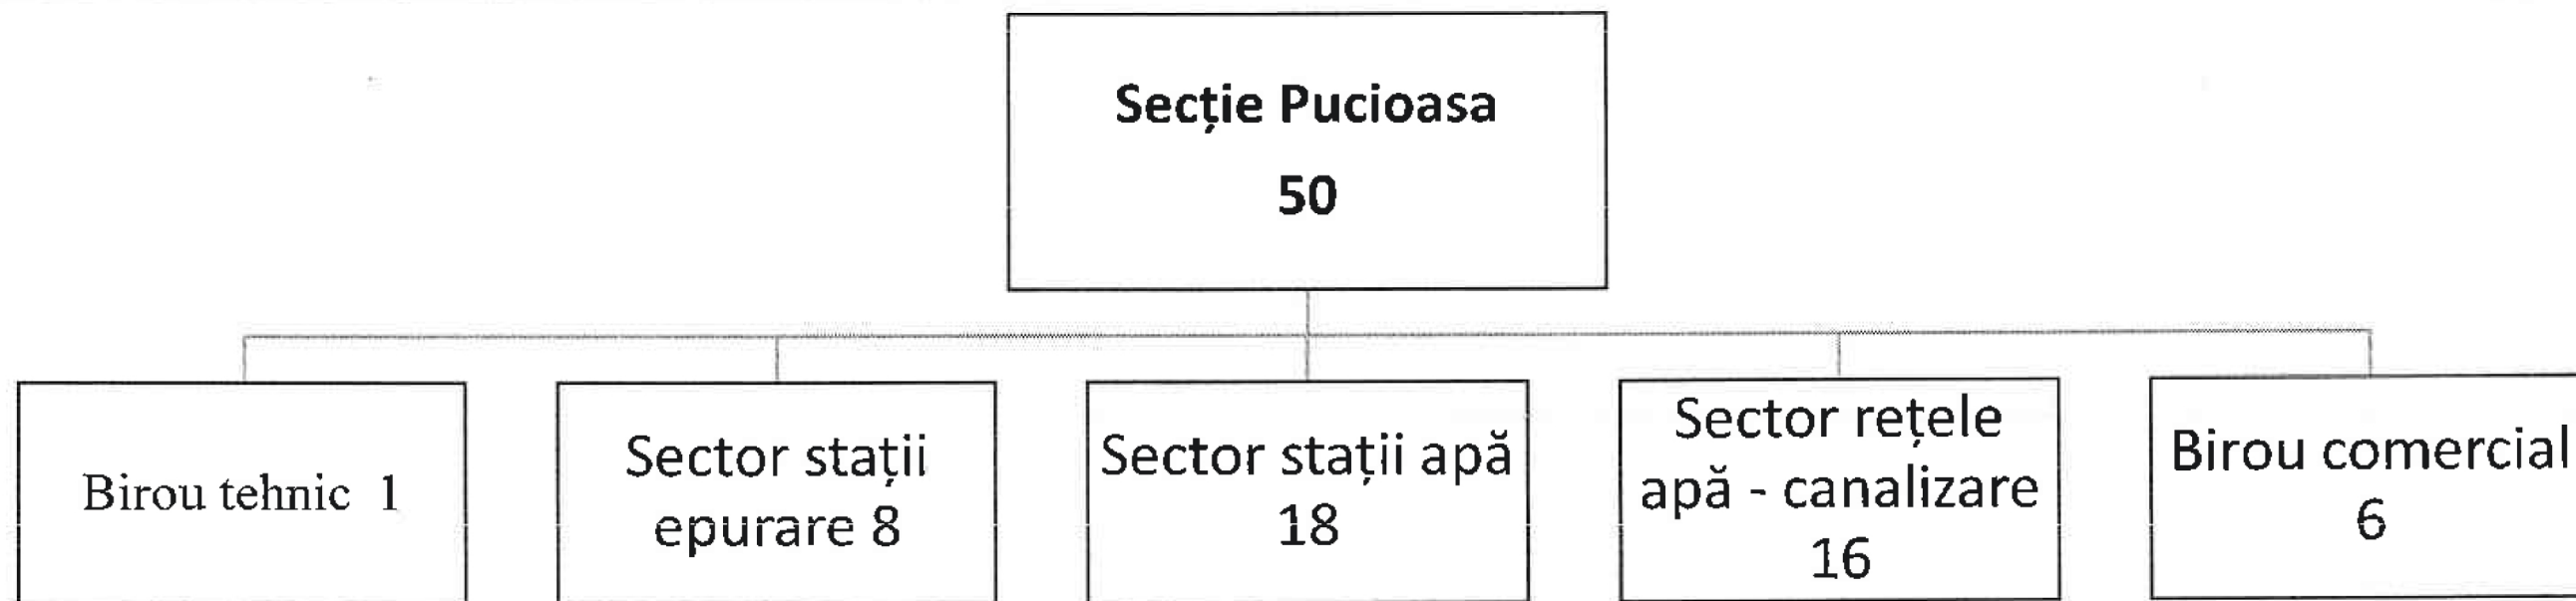 Secție Pucioasa
50
Birou tehnic 1
Sector stații
epurare 8
Sector stații apă
18
Sector rețele
apă - canalizare
16
Birou comercial
6